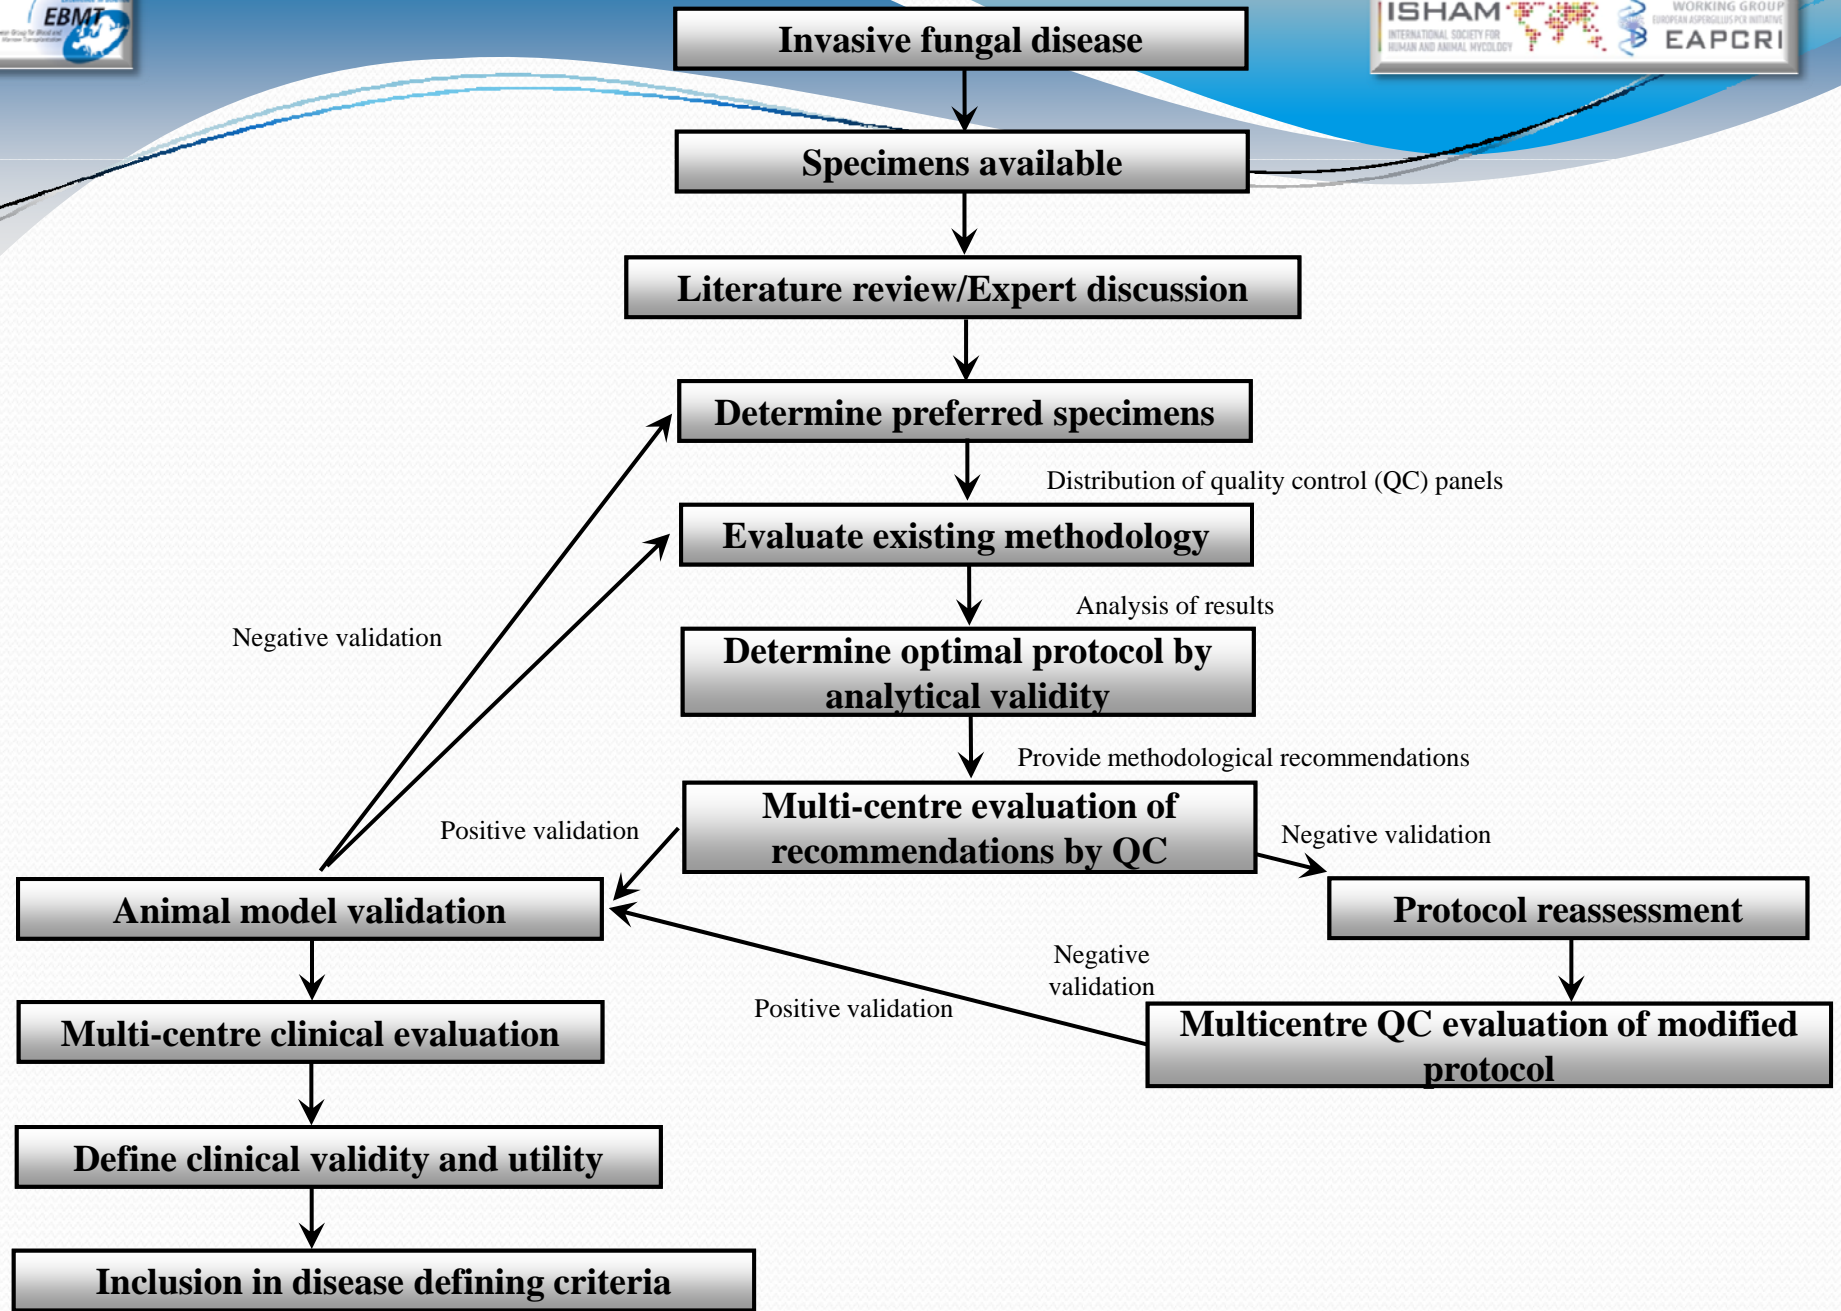 EBMT
ISHAM
INTERNATIONAL SOCIETY FOR
HUMAN AND ANIMAL MYCOLOGY
WORKING GROUP
EUROPEAN ASPERGILLUS PCR INITIATIVE
EAPCRI
Invasive fungal disease
Specimens available
Literature review/Expert discussion
Determine preferred specimens
Distribution of quality control (QC) panels
Evaluate existing methodology
Analysis of results
Negative validation
Determine optimal protocol by
analytical validity
Provide methodological recommendations
Multi-centre evaluation of
recommendations by QC
Positive validation
Negative validation
Animal model validation
Protocol reassessment
Negative
validation
Positive validation
Multi-centre clinical evaluation
Multicentre QC evaluation of modified
protocol
Define clinical validity and utility
Inclusion in disease defining criteria